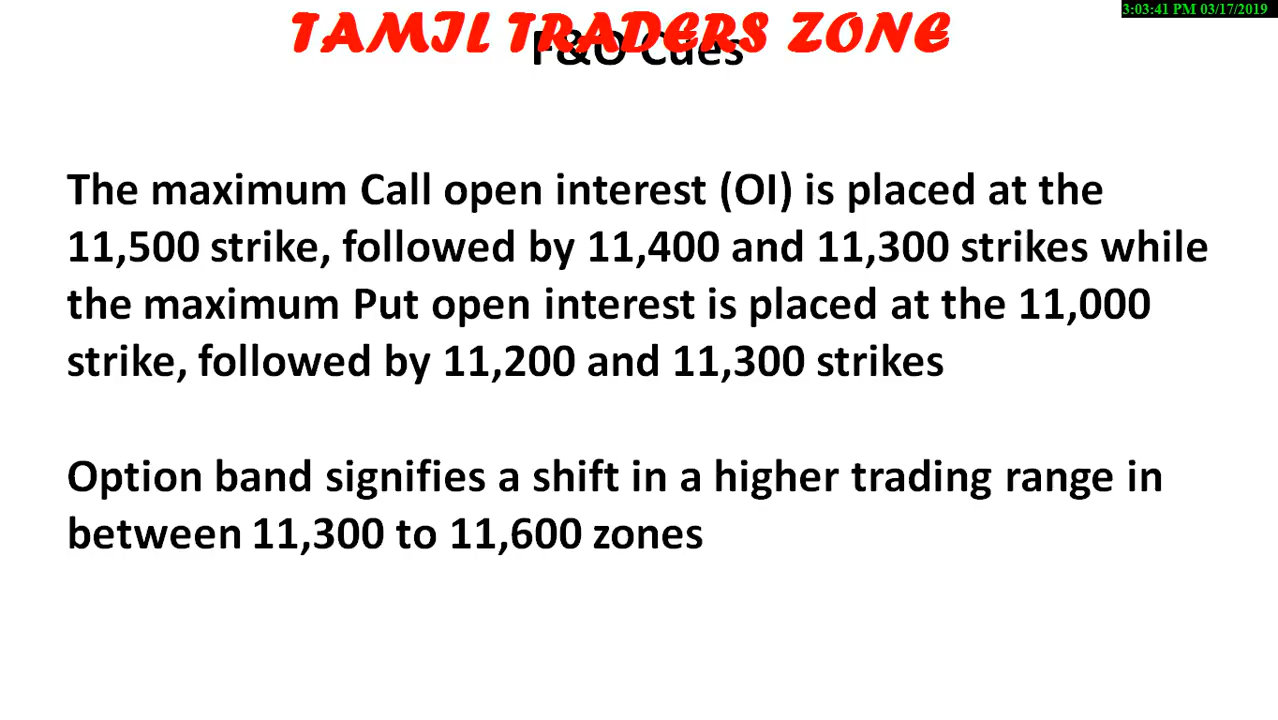 3:03:41 PM 03/17/2019
TAMIL TRADERS ZONE
F&O Cues
The maximum Call open interest (OI) is placed at the
11,500 strike, followed by 11,400 and 11,300 strikes while
the maximum Put open interest is placed at the 11,000
strike, followed by 11,200 and 11,300 strikes
Option band signifies a shift in a higher trading range in
between 11,300 to 11,600 zones